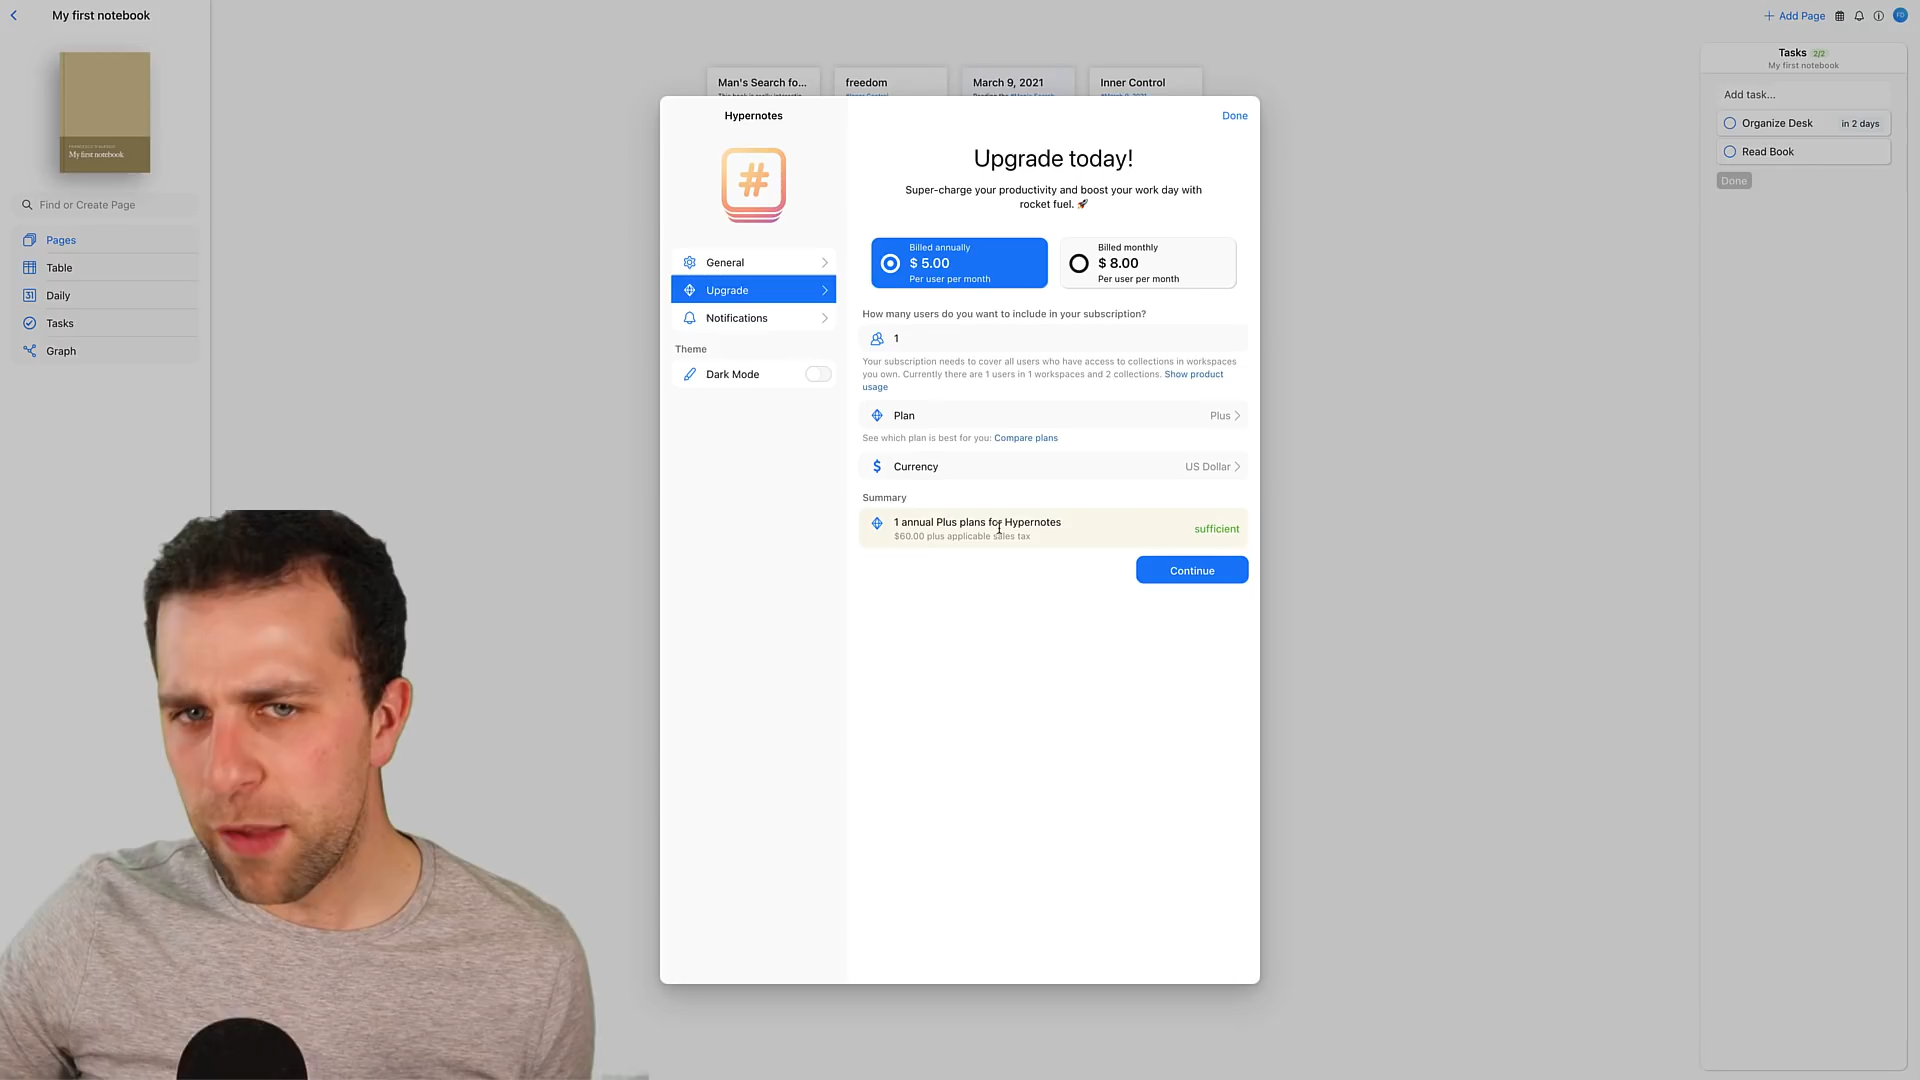 My first notebook
My first notebook
Find or Create Page
Pages
Table
Daily
Tasks
Graph
Man's Search fo...
freedom
March 9, 2021
Inner Control
Hypernotes
#
General
Upgrade
Notifications
Theme
Dark Mode
Done
Upgrade today!
Super-charge your productivity and boost your work day with
rocket fuel. 🚀
Billed annually
$ 5.00
Per user per month
Billed monthly
$ 8.00
Per user per month
How many users do you want to include in your subscription?
1
Your subscription needs to cover all users who have access to collections in workspaces
you own. Currently there are 1 users in 1 workspaces and 2 collections. Show product
usage
Plan
Plus
See which plan is best for you: Compare plans
$ Currency
US Dollar
Summary
1 annual Plus plans for Hypernotes
$60.00 plus applicable sales tax
sufficient
Continue
+ Add Page
FD
Tasks 2/2
My first notebook
Add task...
Organize Desk
in 2 days
Read Book
Done
31